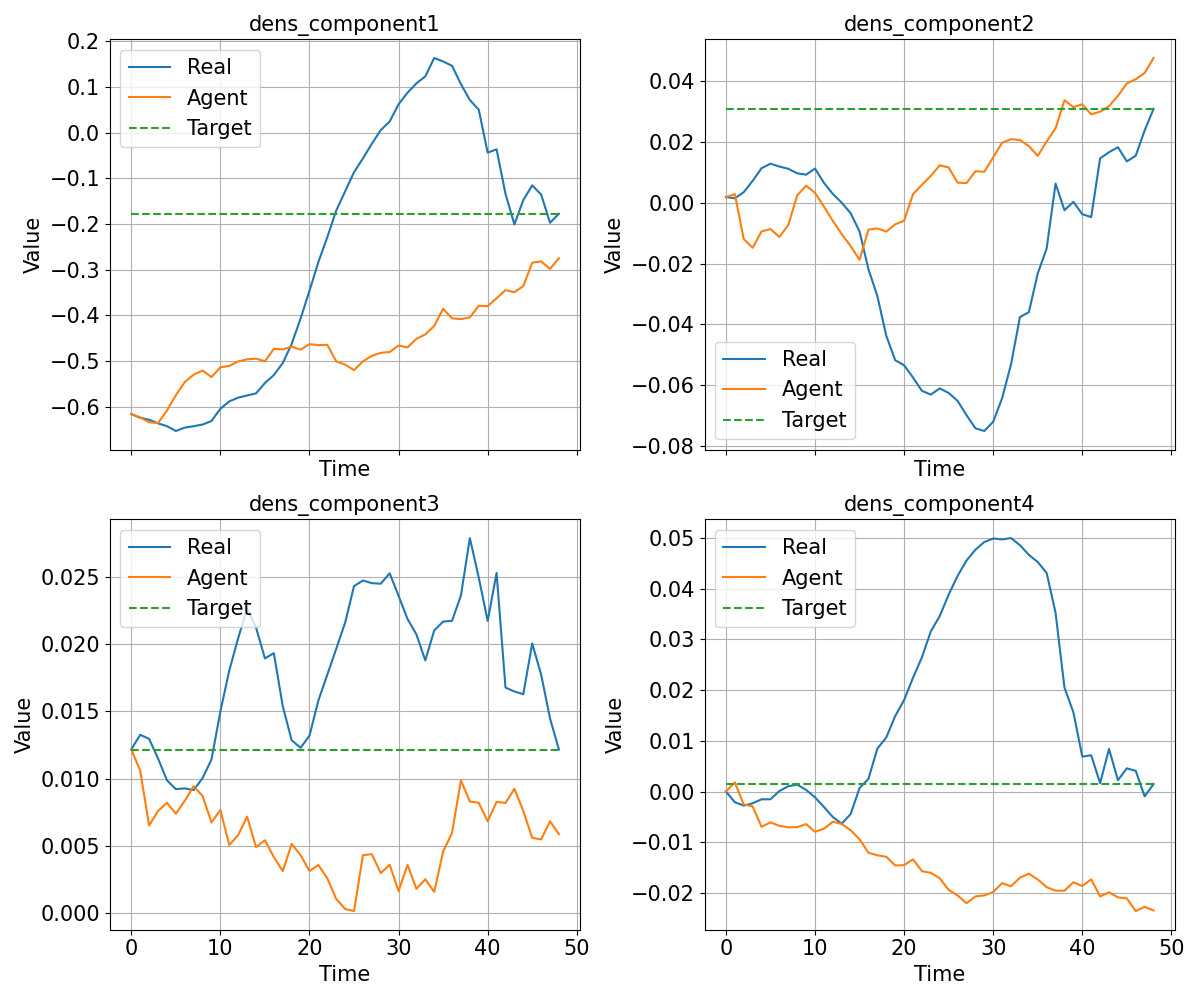 dens_component1
0.2
0.1
0.0
−0.1
−0.2
−0.3
−0.4
−0.5
−0.6
Value
Real
Agent
Target
Time
dens_component2
0.04
0.02
0.00
−0.02
−0.04
−0.06
−0.08
Value
Real
Agent
Target
Time
dens_component3
0.025
0.020
0.015
0.010
0.005
0.000
Value
Real
Agent
Target
0 10 20 30 40 50
Time
dens_component4
0.05
0.04
0.03
0.02
0.01
0.00
−0.01
−0.02
Value
Real
Agent
Target
0 10 20 30 40 50
Time